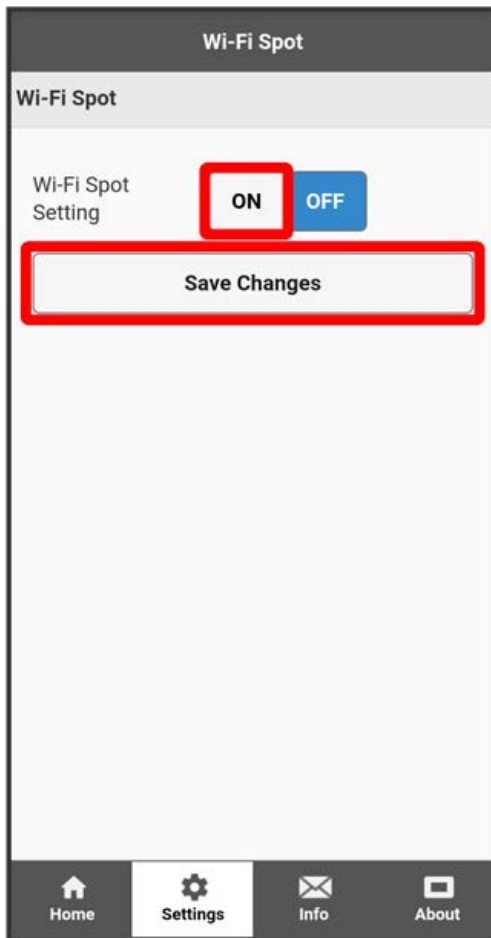 Wi-Fi Spot
Wi-Fi Spot
Wi-Fi Spot
Setting
ON OFF
Save Changes
Home Settings Info About